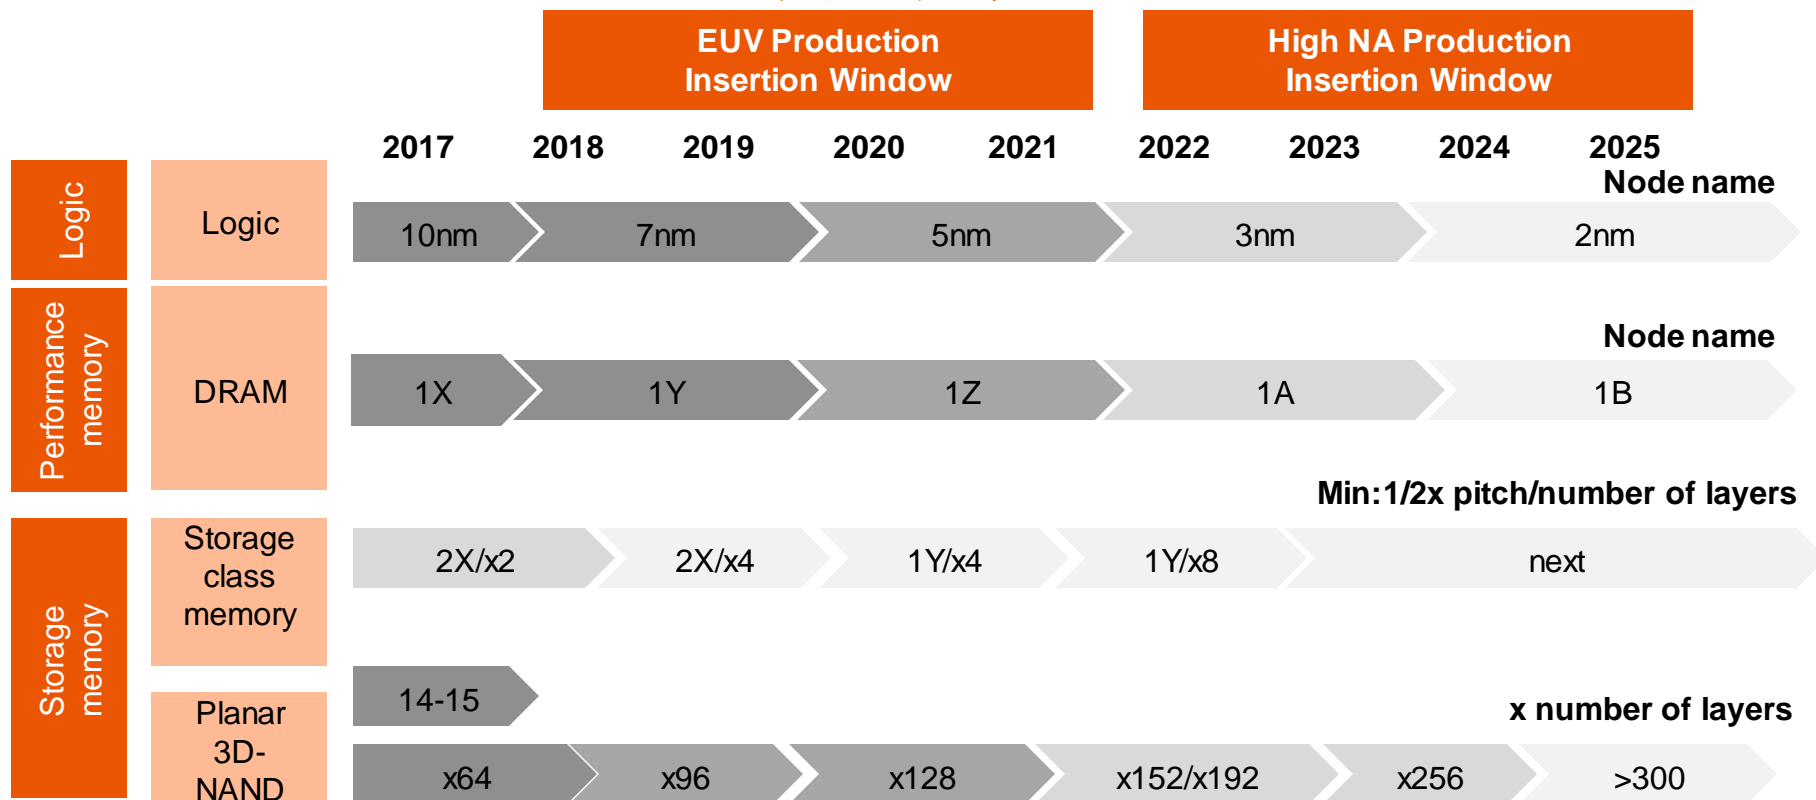 EUV Production
Insertion Window
High NA Production
Insertion Window
2017 2018 2019 2020 2021 2022 2023 2024 2025
Node name
Logic
Logic
10nm 7nm 5nm 3nm 2nm
Performance
memory
Node name
DRAM
1X 1Y 1Z 1A 1B
Min:1/2x pitch/number of layers
Storage
memory
Storage
class
memory
2X/x2 2X/x4 1Y/x4 1Y/x8 next
14-15
x number of layers
Planar
3D-
NAND
x64 x96 x128 x152/x192 x256 >300